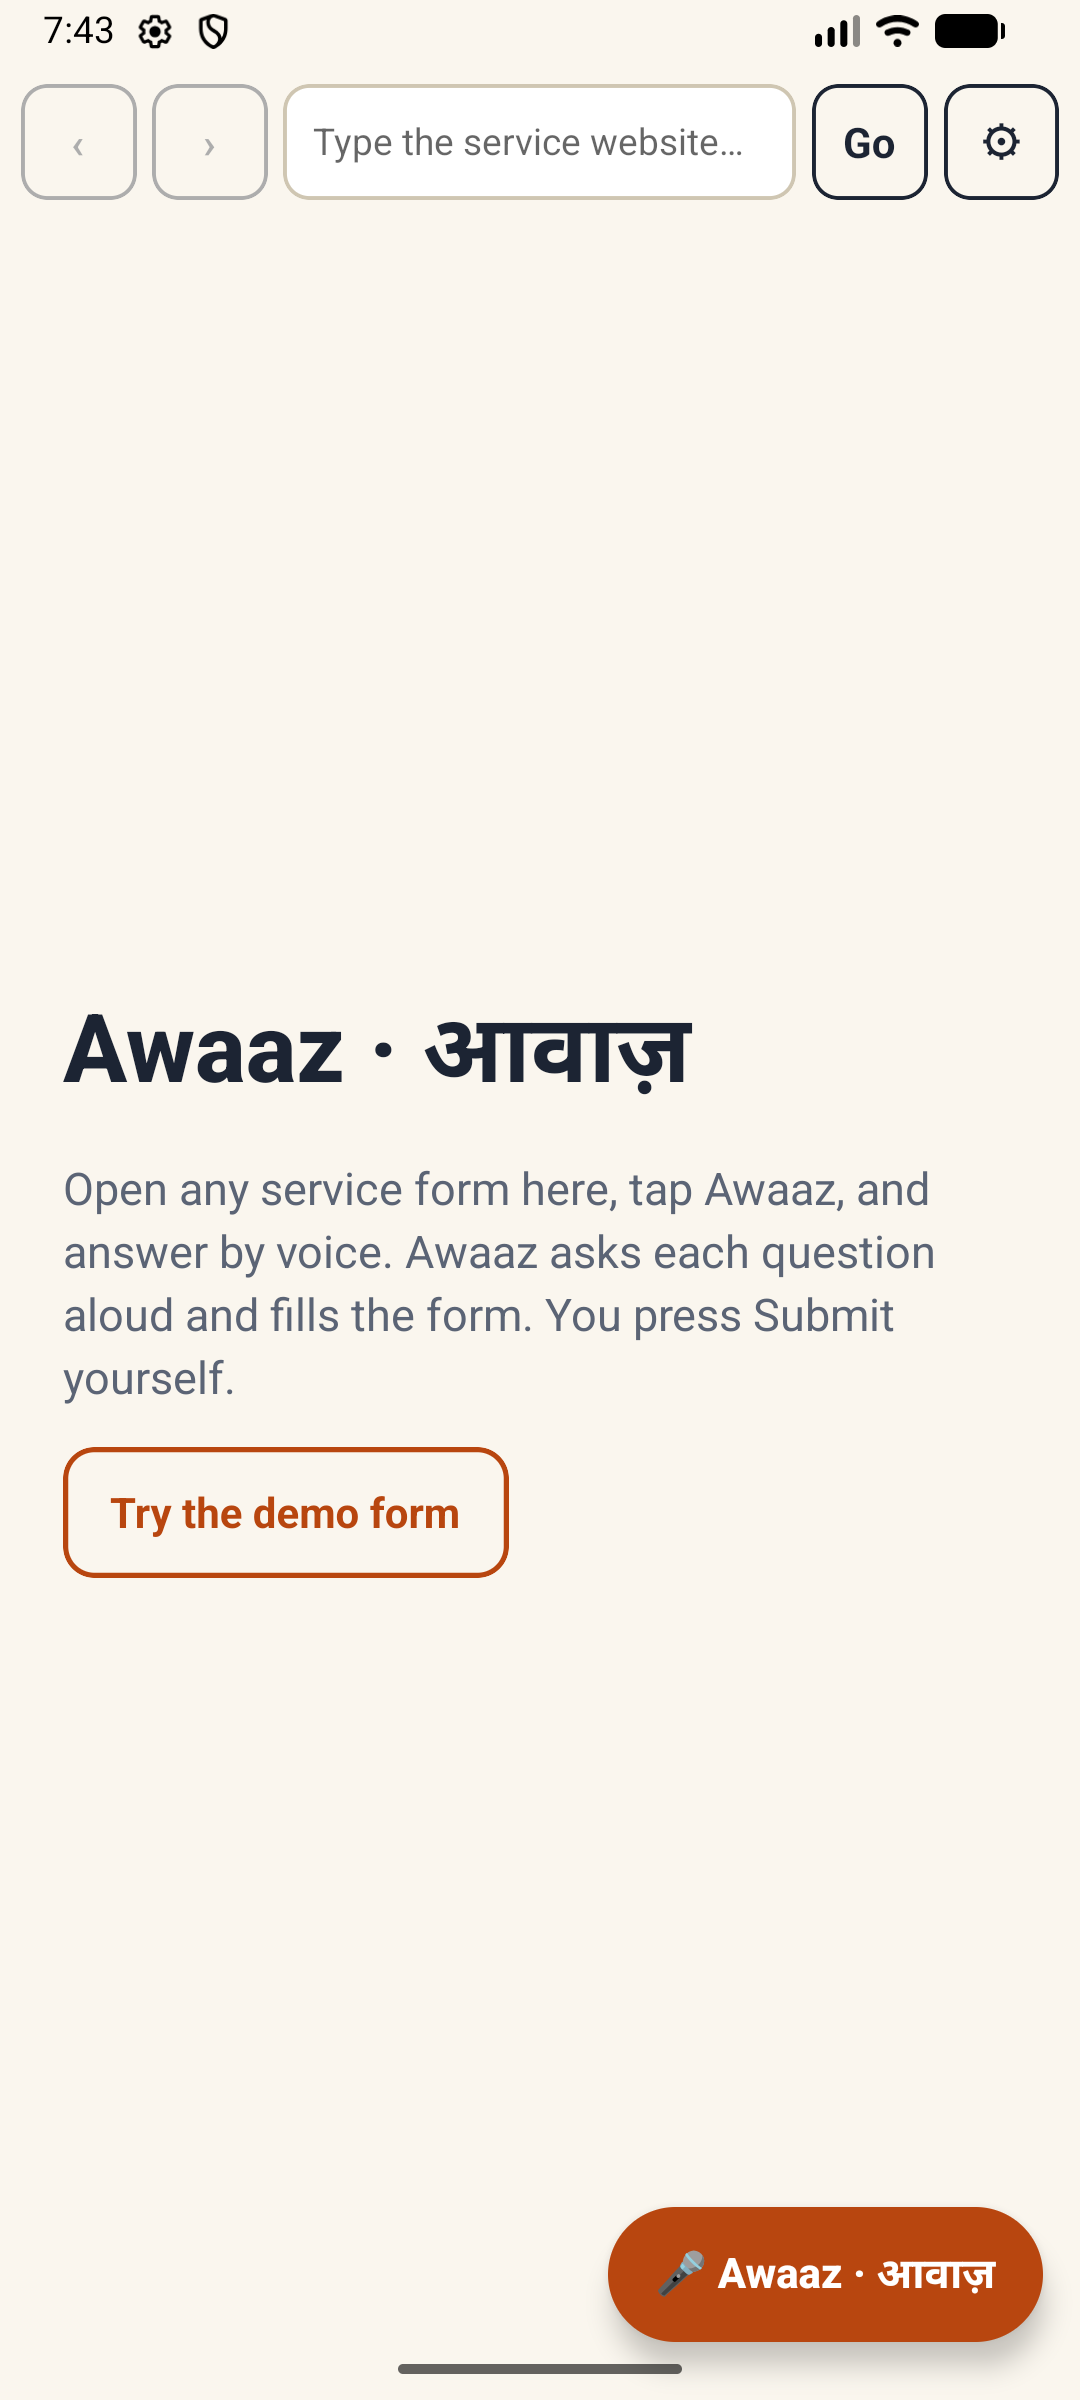 7:43
‹ › Type the service website... Go ⚙
Awaaz · आवाज़
Open any service form here, tap Awaaz, and
answer by voice. Awaaz asks each question
aloud and fills the form. You press Submit
yourself.
Try the demo form
🎤 Awaaz · आवाज़